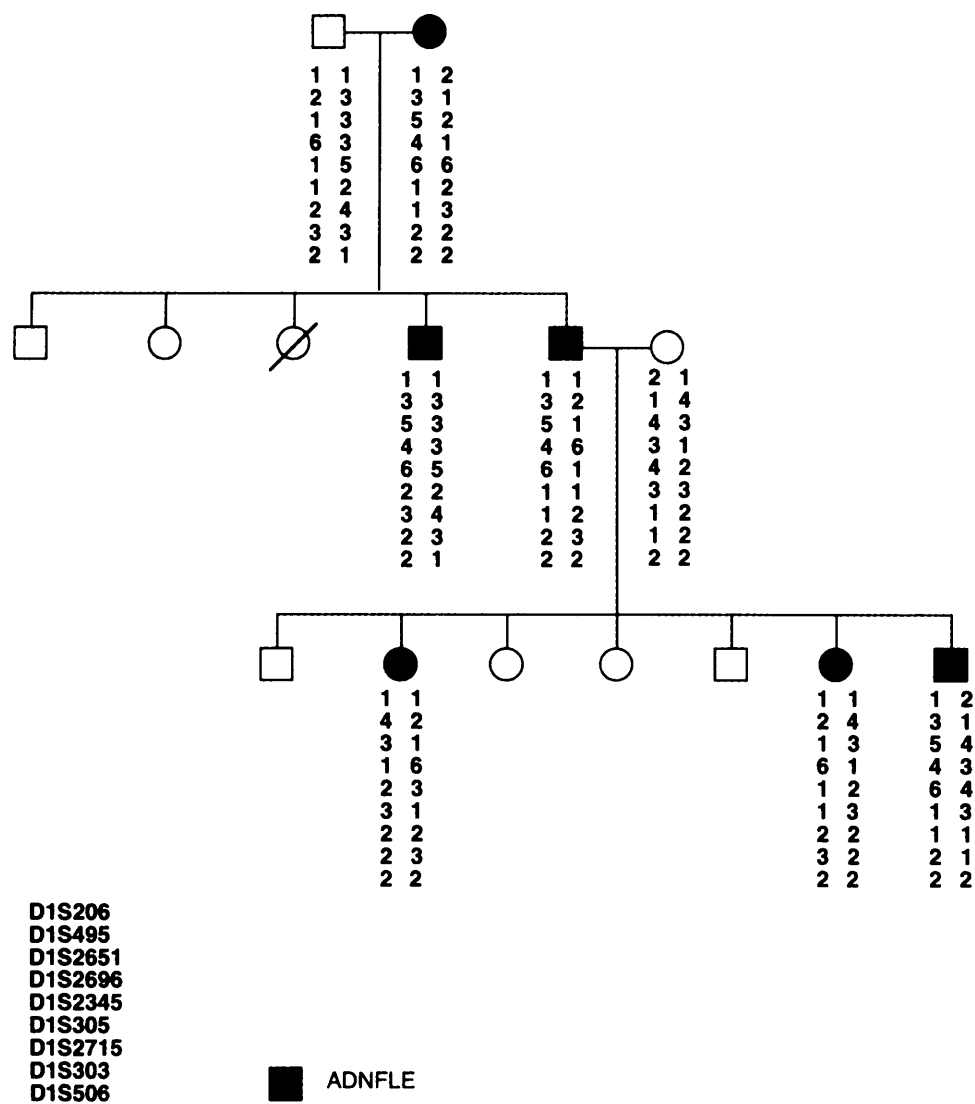 1 1 1 2
2 3 3 1
1 3 5 2
6 3 4 1
1 5 6 6
1 2 1 2
2 4 1 3
3 3 2 2
2 1 2 2
1 1 1 1 2 1
3 3 3 2 1 4
5 3 5 1 4 3
4 3 4 6 3 1
6 5 6 1 4 2
2 2 1 1 3 3
3 4 1 2 1 2
2 3 2 3 1 2
2 1 2 2 2 2
1 1 1 1 1 2
4 2 2 4 3 1
3 1 1 3 5 4
1 6 6 1 4 3
2 3 1 2 6 4
3 1 1 3 1 3
2 2 2 2 1 1
2 3 3 2 2 1
2 2 2 2 2 2
D1S206
D1S495
D1S2651
D1S2696
D1S2345
D1S305
D1S2715
D1S303
D1S506
ADNFLE